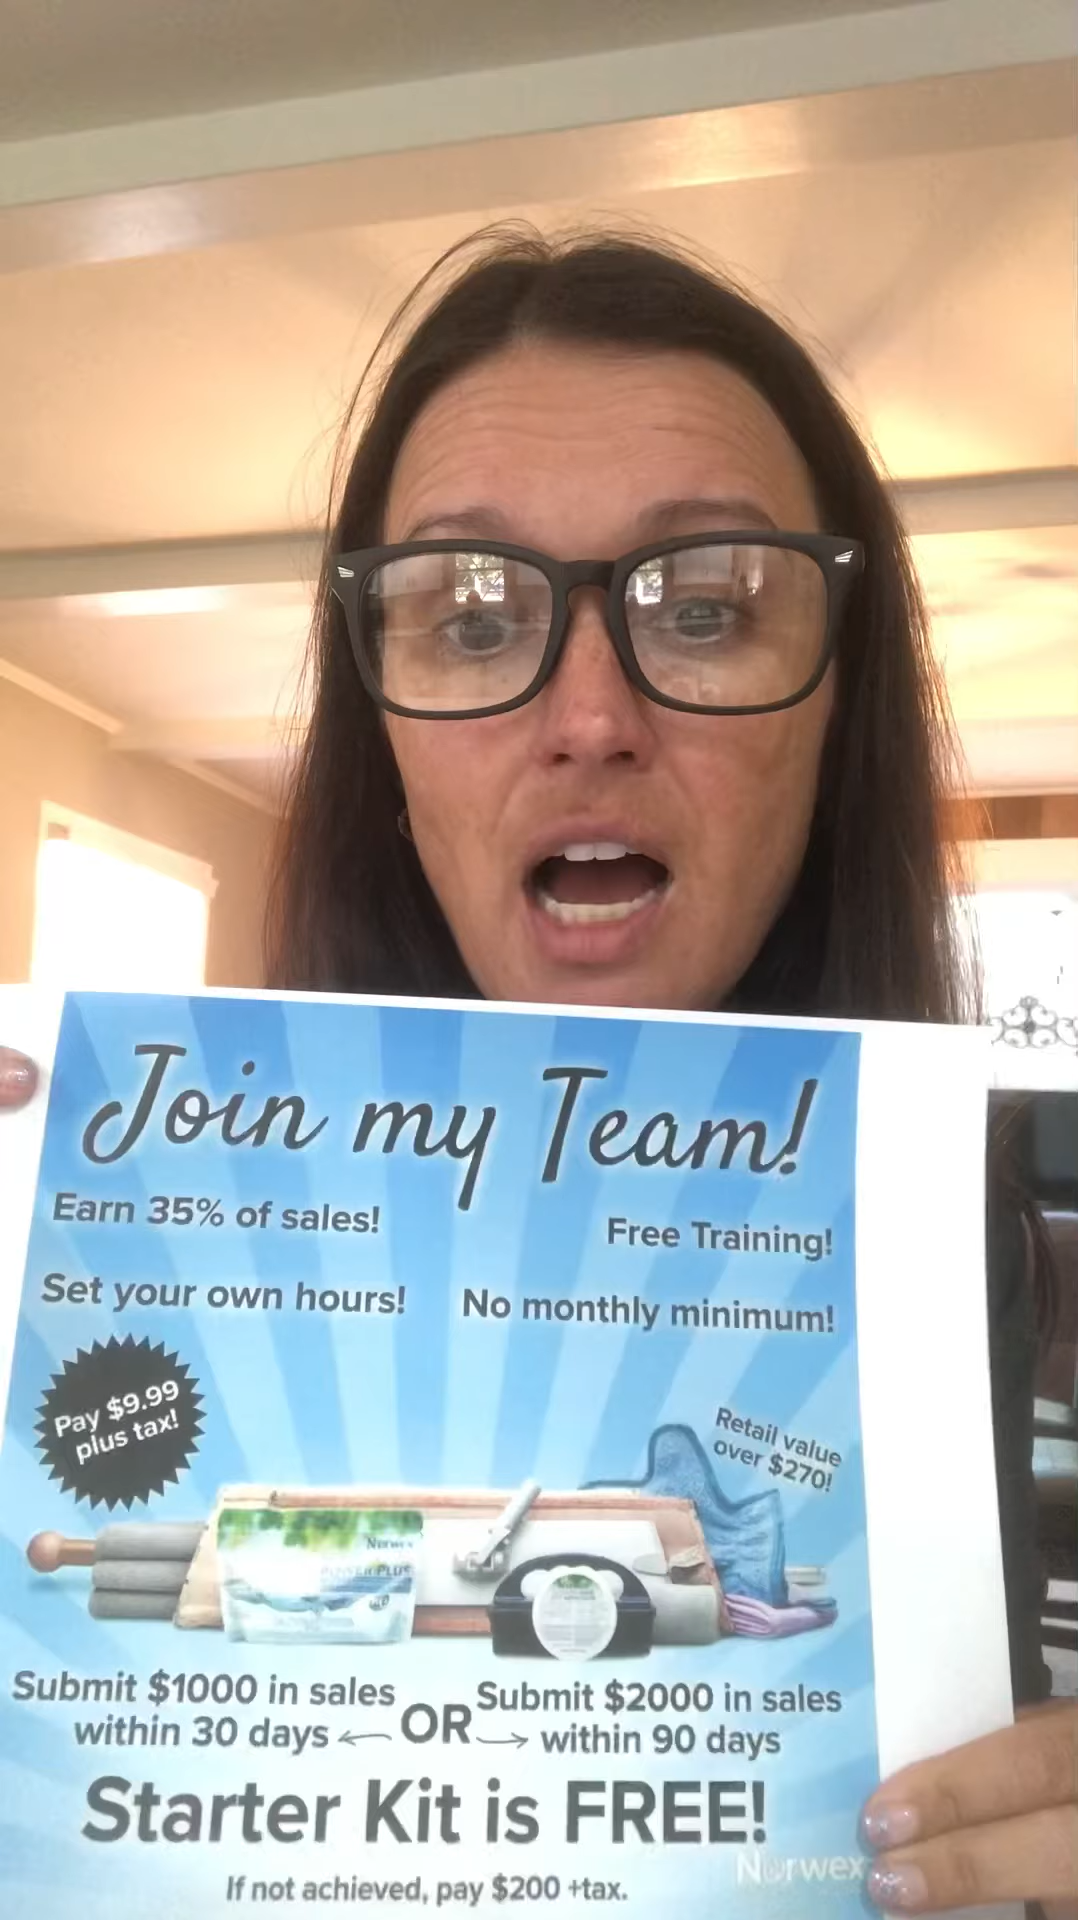 Join my Team!
Earn 35% of sales!
Free Training!
Set your own hours!
No monthly minimum!
Pay $9.99
plus tax!
Retail value
over $270!
Norwex
Submit $1000 in sales
within 30 days
OR
Submit $2000 in sales
within 90 days
Starter Kit is FREE!
Norwex
If not achieved, pay $200 +tax.